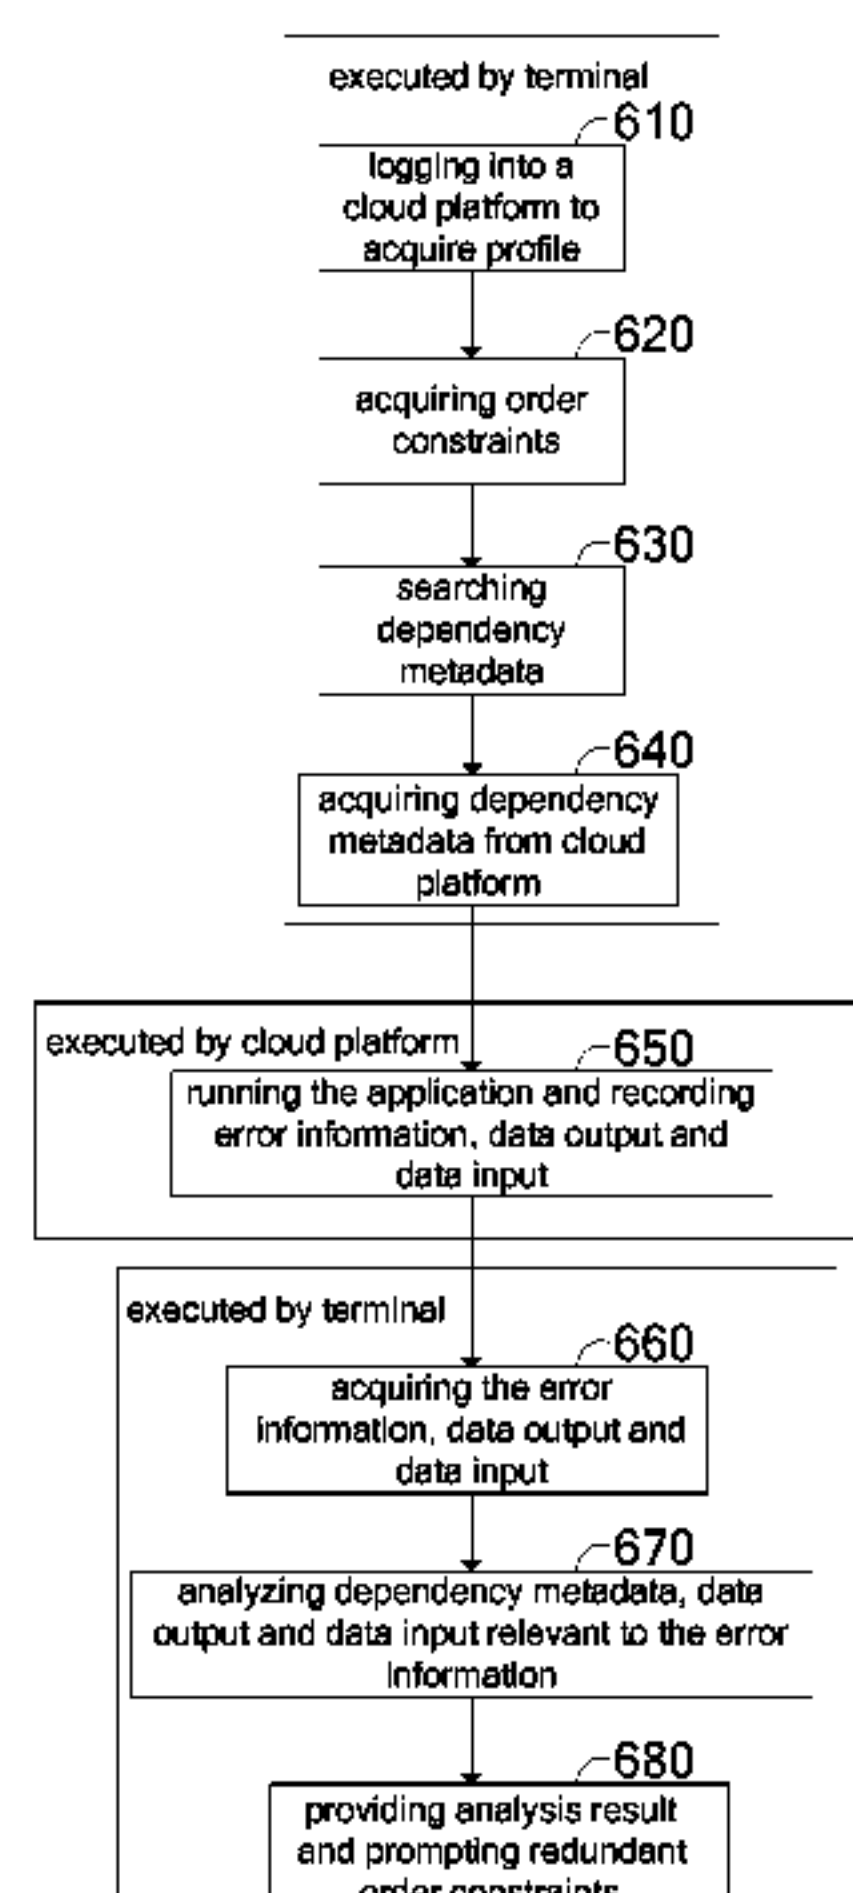 executed by terminal
610
logging into a
cloud platform to
acquire profile
620
acquiring order
constraints
630
searching
dependency
metadata
640
acquiring dependency
metadata from cloud
platform
executed by cloud platform
650
running the application and recording
error information, data output and
data input
executed by terminal
660
acquiring the error
information, data output and
data input
670
analyzing dependency metadata, data
output and data input relevant to the error
information
680
providing analysis result
and prompting redundant
order constraints